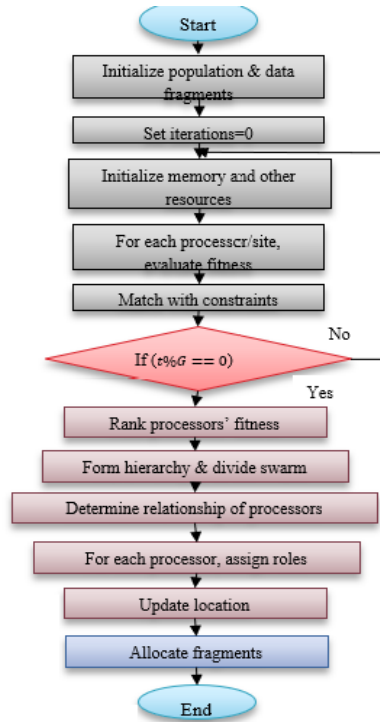 Start
Initialize population & data
fragments
Set iterations=0
Initialize memory and other
resources
For each processcr/site,
evaluate fitness
Match with constraints
No
If (t%G == 0)
Yes
Rank processors' fitness
Form hierarchy & divide swarm
Determine relationship of processors
For each processor, assign roles
Update location
Allocate fragments
End